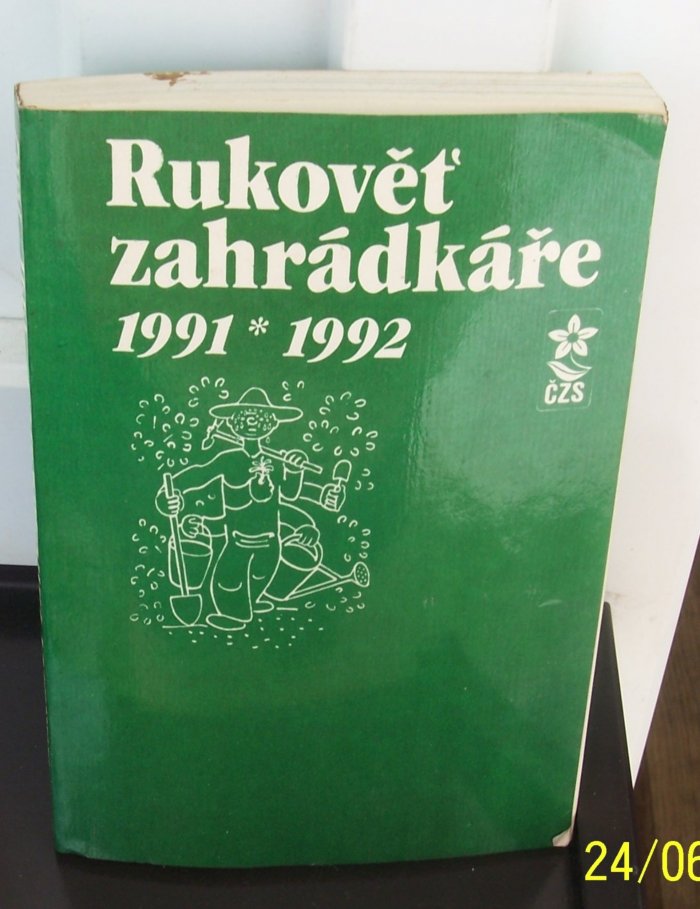 Rukověť
zahrádkáře
1991 * 1992
ČZS
24/06